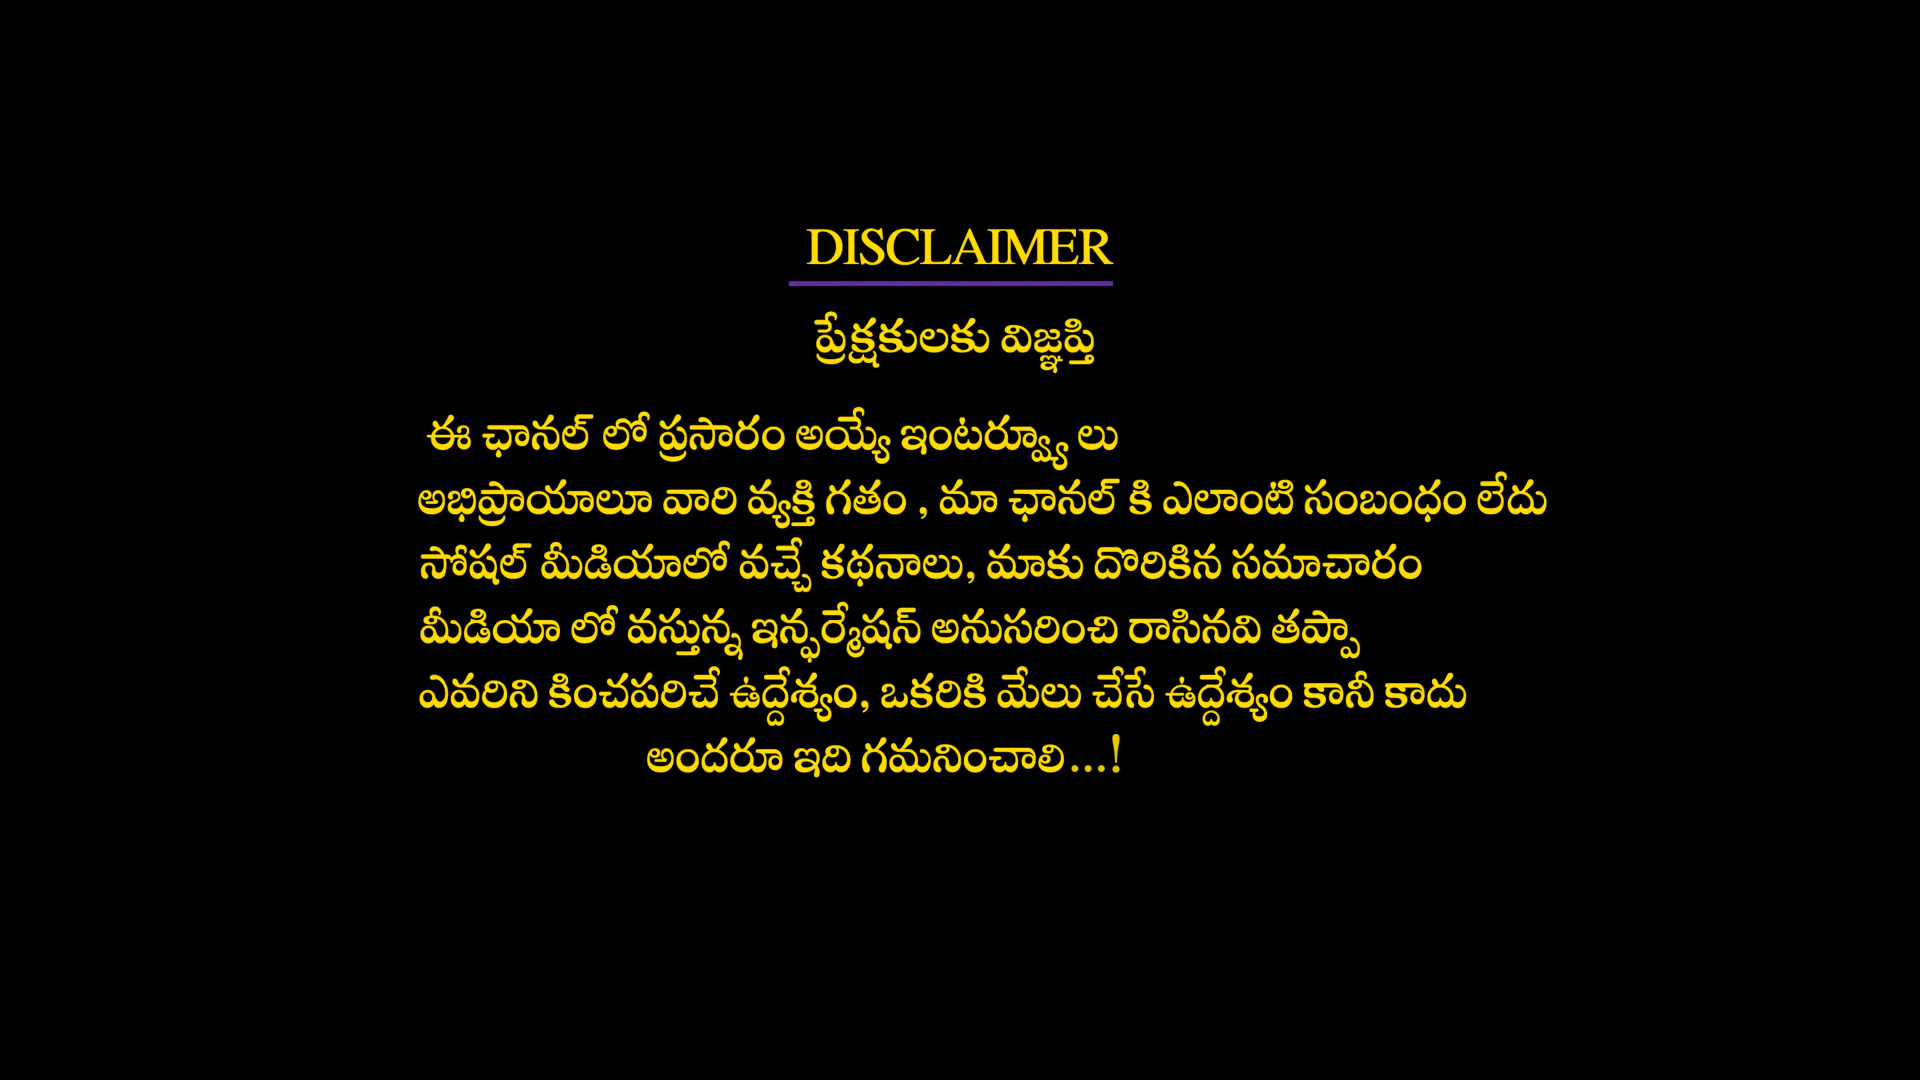 DISCLAIMER
ప్రేక్షకులకు విజ్ఞప్తి
ఈ ఛానల్ లో ప్రసారం అయ్యే ఇంటర్వ్యూ లు
అభిప్రాయాలూ వారి వ్యక్తి గతం , మా ఛానల్ కి ఎలాంటి సంబంధం లేదు
సోషల్ మీడియాలో వచ్చే కథనాలు, మాకు దొరికిన సమాచారం
మీడియా లో వస్తున్న ఇన్ఫర్మేషన్ అనుసరించి రాసినవి తప్పా
ఎవరిని కించపరిచే ఉద్దేశ్యం, ఒకరికి మేలు చేసే ఉద్దేశ్యం కానీ కాదు
అందరూ ఇది గమనించాలి...!